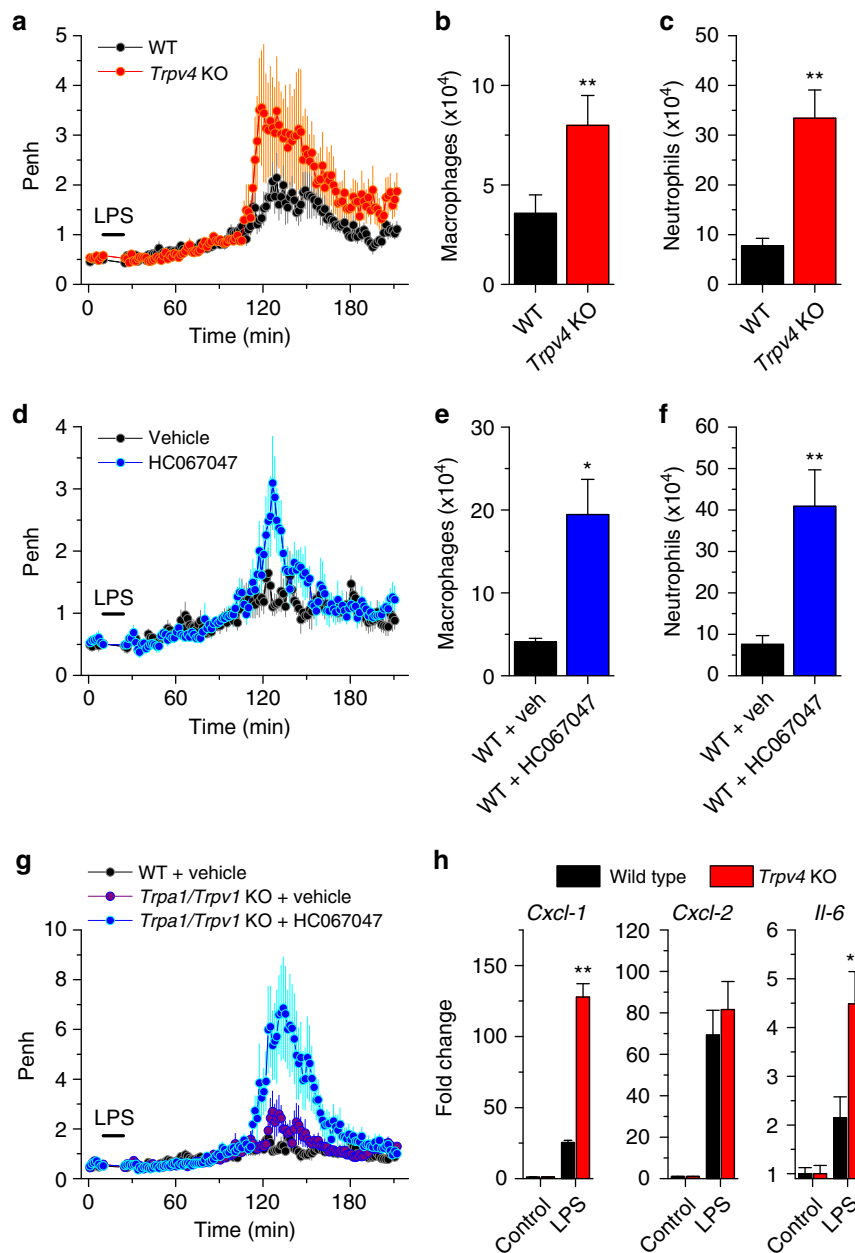 a
WT
Trpv4 KO
5
4
3
2
1
0
Penh
LPS
0 60 120 180
Time (min)
b
**
10
5
0
Macrophages (x10⁴)
WT
Trpv4 KO
c
**
50
40
30
20
10
0
Neutrophils (x10⁴)
WT
Trpv4 KO
d
Vehicle
HC067047
4
3
2
1
0
Penh
LPS
0 60 120 180
Time (min)
e
*
30
20
10
0
Macrophages (x10⁴)
WT + veh
WT + HC067047
f
**
60
50
40
30
20
10
0
Neutrophils (x10⁴)
WT + veh
WT + HC067047
g
WT + vehicle
Trpa1/Trpv1 KO + vehicle
Trpa1/Trpv1 KO + HC067047
10
8
6
4
2
0
Penh
LPS
0 60 120 180
Time (min)
h
Wild type Trpv4 KO
Cxcl-1
**
150
125
100
75
50
25
0
Fold change
Control
LPS
Cxcl-2
120
100
80
60
40
20
0
Control
LPS
Il-6
*
6
5
4
3
2
1
Control
LPS